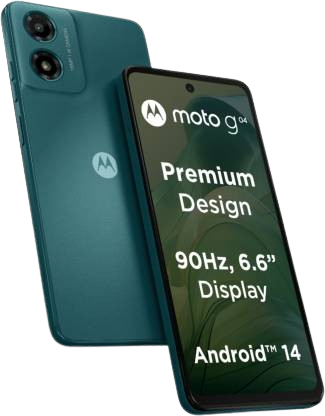 moto g04
Premium
Design
90Hz, 6.6”
Display
Android™ 14